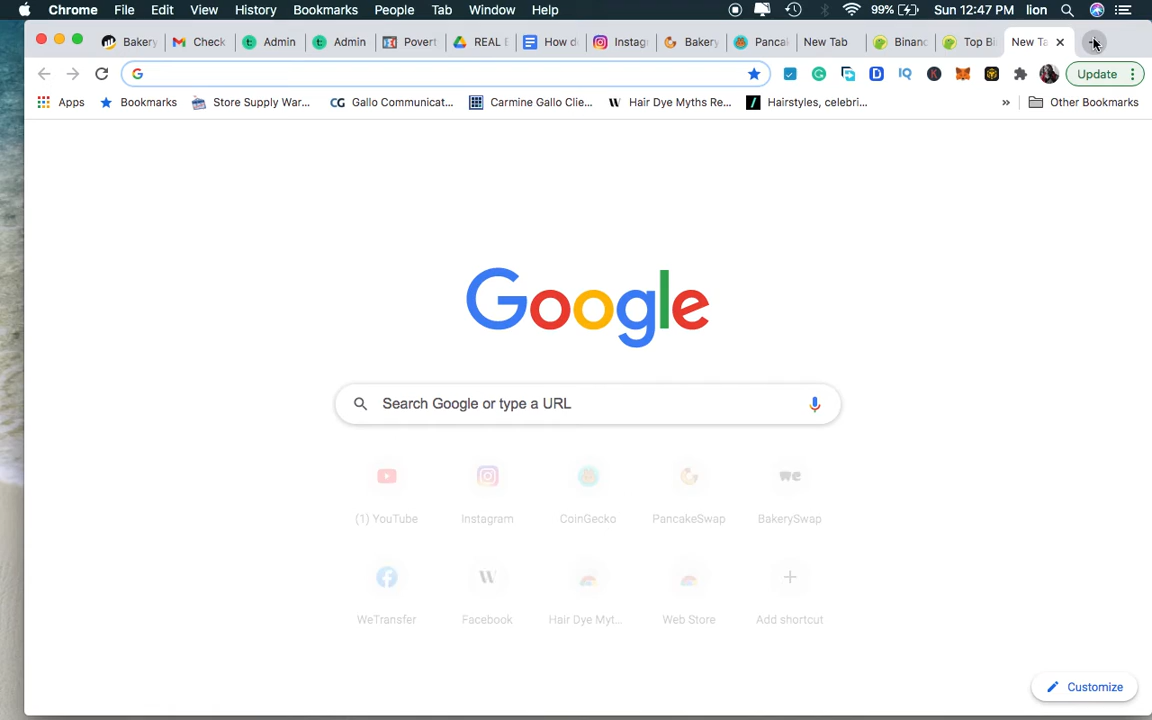 Chrome File Edit View History Bookmarks People Tab Window Help 99% Sun 12:47 PM lion
Bakery Check Admin Admin Povert REAL E How d Instag Bakery Panca New Tab Binanc Top Bi New Ta
Update
Apps Bookmarks Store Supply War... CG Gallo Communicat... Carmine Gallo Clie... W Hair Dye Myths Re... Hairstyles, celebri... » Other Bookmarks
Google
Search Google or type a URL
(1) YouTube Instagram CoinGecko PancakeSwap BakerySwap
WeTransfer Facebook Hair Dye Myt... Web Store Add shortcut
Customize